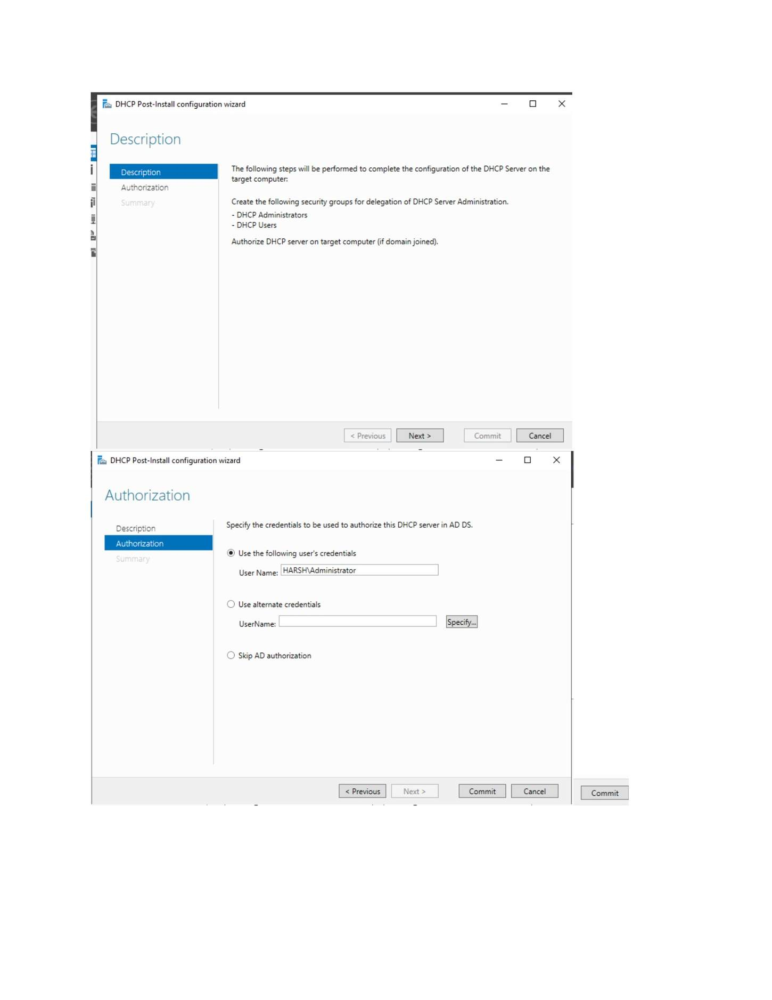 DHCP Post-Install configuration wizard
Description
Description
Authorization
Summary
The following steps will be performed to complete the configuration of the DHCP Server on the
target computer:
Create the following security groups for delegation of DHCP Server Administration.
- DHCP Administrators
- DHCP Users
Authorize DHCP server on target computer (if domain joined).
< Previous
Next >
Commit
Cancel
DHCP Post-Install configuration wizard
Authorization
Description
Authorization
Summary
Specify the credentials to be used to authorize this DHCP server in AD DS.
Use the following user's credentials
User Name: HARSH\Administrator
Use alternate credentials
UserName:
Specify...
Skip AD authorization
< Previous
Next >
Commit
Cancel
Commit